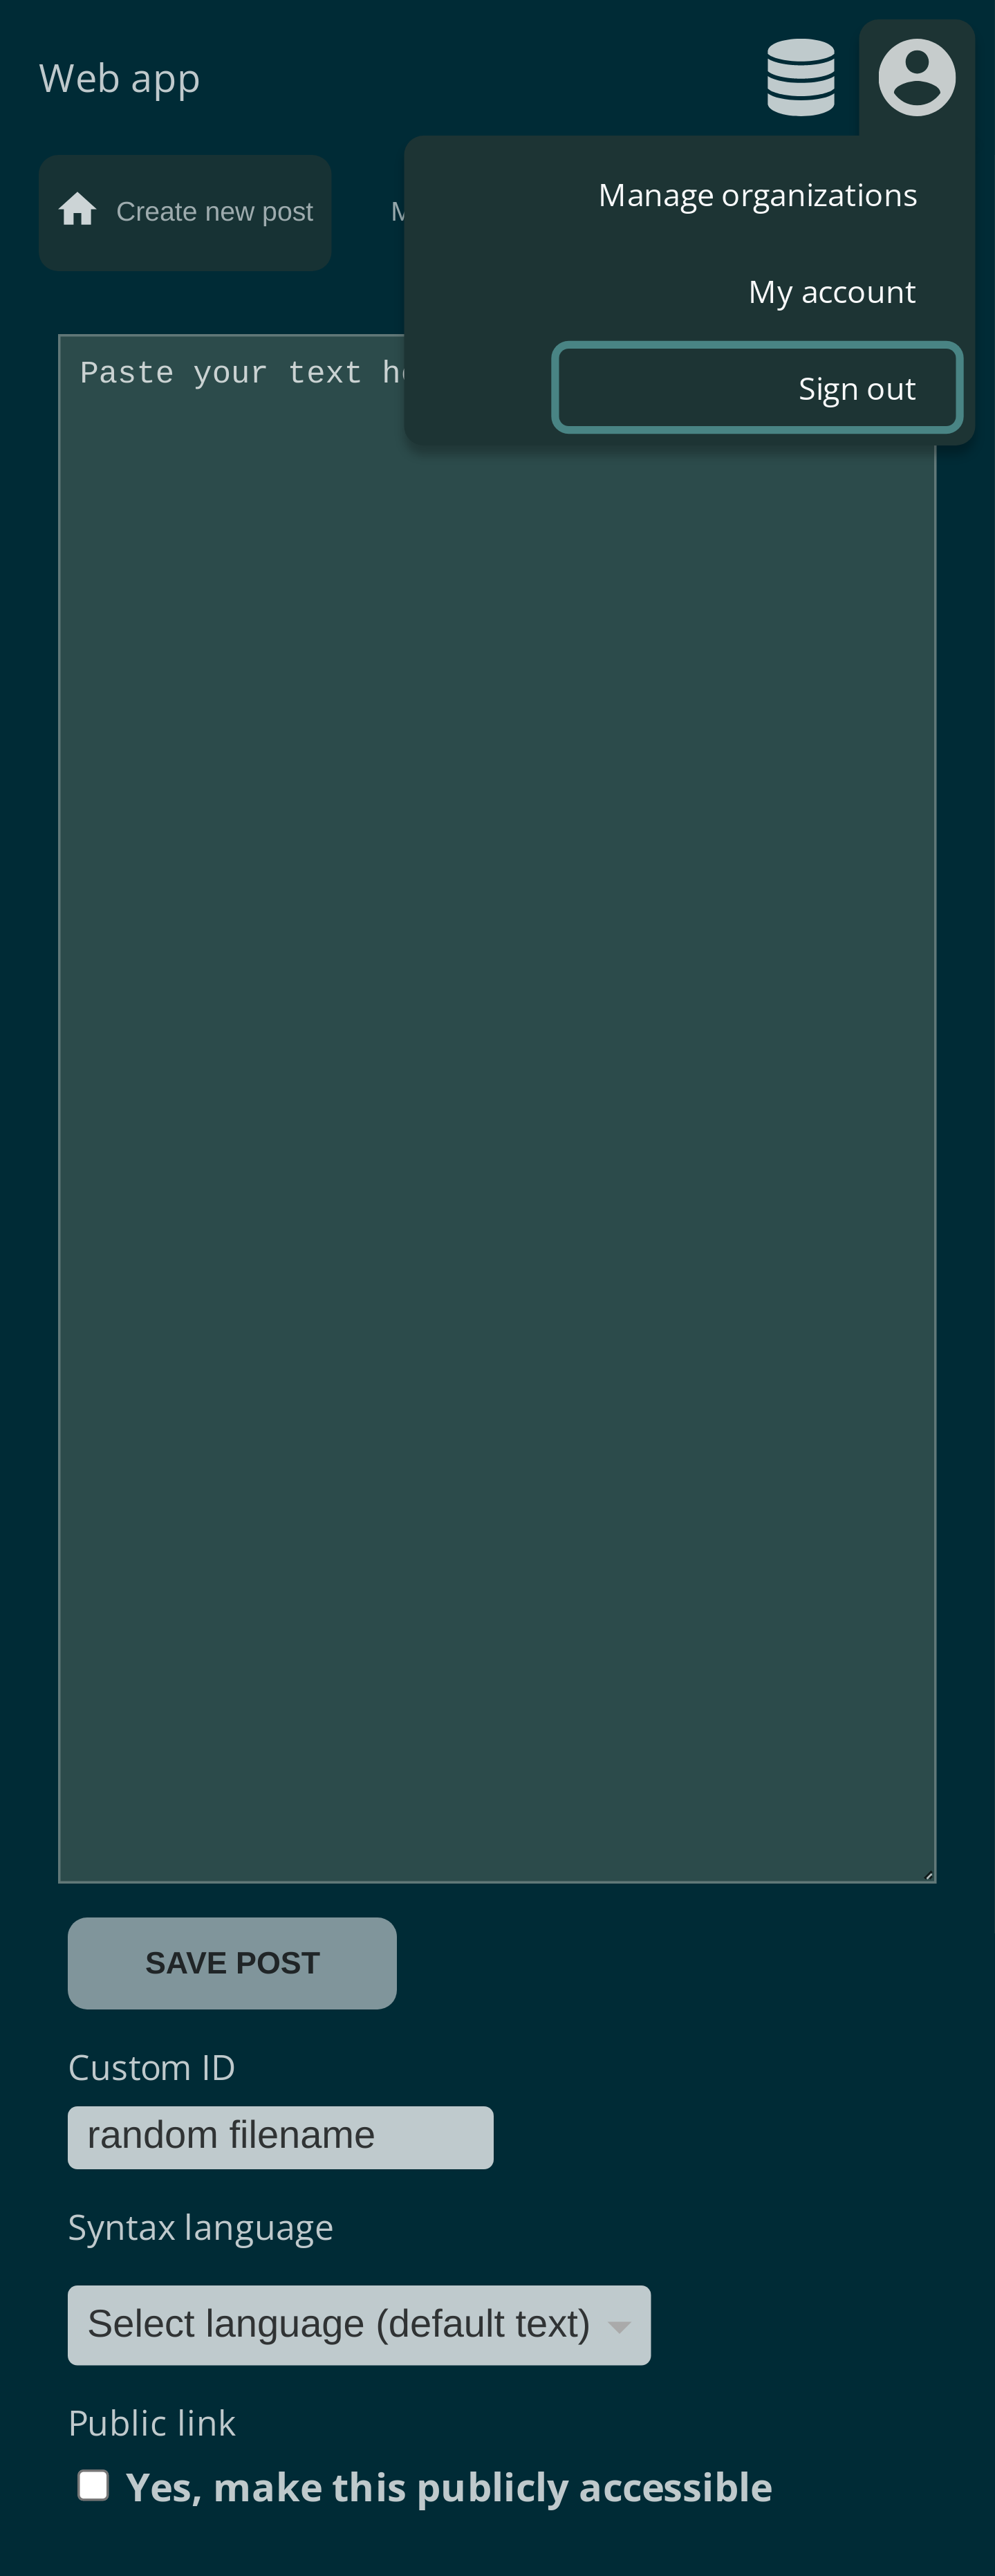 Web app
Manage organizations
Create new post
My account
Paste your text
Sign out
SAVE POST
Custom ID
random filename
Syntax language
Select language (default text)
Public link
Yes, make this publicly accessible